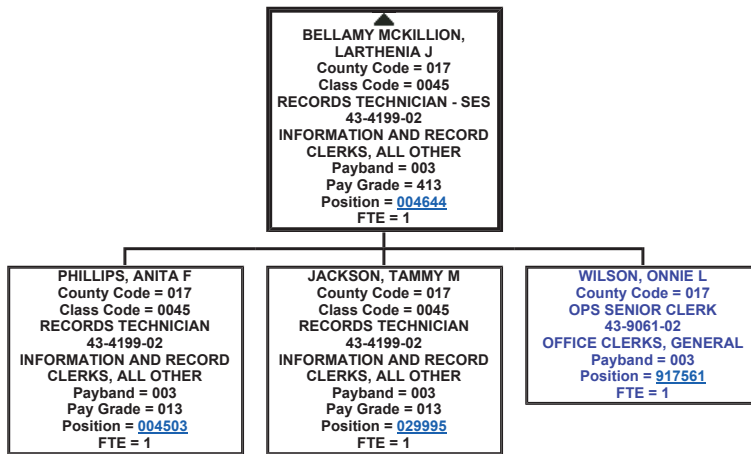 BELLAMY MCKILLION,
LARTHENIA J
County Code = 017
Class Code = 0045
RECORDS TECHNICIAN - SES
43-4199-02
INFORMATION AND RECORD
CLERKS, ALL OTHER
Payband = 003
Pay Grade = 413
Position = 004644
FTE = 1
PHILLIPS, ANITA F
County Code = 017
Class Code = 0045
RECORDS TECHNICIAN
43-4199-02
INFORMATION AND RECORD
CLERKS, ALL OTHER
Payband = 003
Pay Grade = 013
Position = 004503
FTE = 1
JACKSON, TAMMY M
County Code = 017
Class Code = 0045
RECORDS TECHNICIAN
43-4199-02
INFORMATION AND RECORD
CLERKS, ALL OTHER
Payband = 003
Pay Grade = 013
Position = 029995
FTE = 1
WILSON, ONNIE L
County Code = 017
OPS SENIOR CLERK
43-9061-02
OFFICE CLERKS, GENERAL
Payband = 003
Position = 917561
FTE = 1